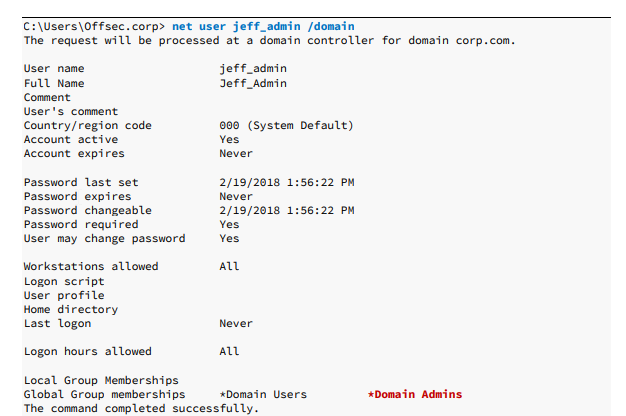 C:\Users\Offsec.corp> net user jeff_admin /domain
The request will be processed at a domain controller for domain corp.com.
User name jeff_admin
Full Name Jeff_Admin
Comment
User's comment
Country/region code 000 (System Default)
Account active Yes
Account expires Never
Password last set 2/19/2018 1:56:22 PM
Password expires Never
Password changeable 2/19/2018 1:56:22 PM
Password required Yes
User may change password Yes
Workstations allowed All
Logon script
User profile
Home directory
Last logon Never
Logon hours allowed All
Local Group Memberships
Global Group memberships *Domain Users *Domain Admins
The command completed successfully.